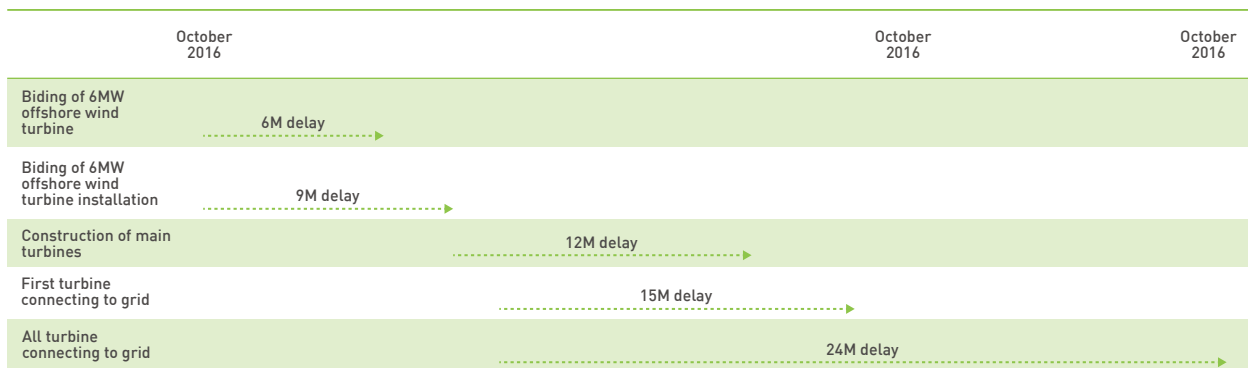 October
2016
October
2016
October
2016
Biding of 6MW
offshore wind
turbine
6M delay
Biding of 6MW
offshore wind
turbine installation
9M delay
Construction of main
turbines
12M delay
First turbine
connecting to grid
15M delay
All turbine
connecting to grid
24M delay